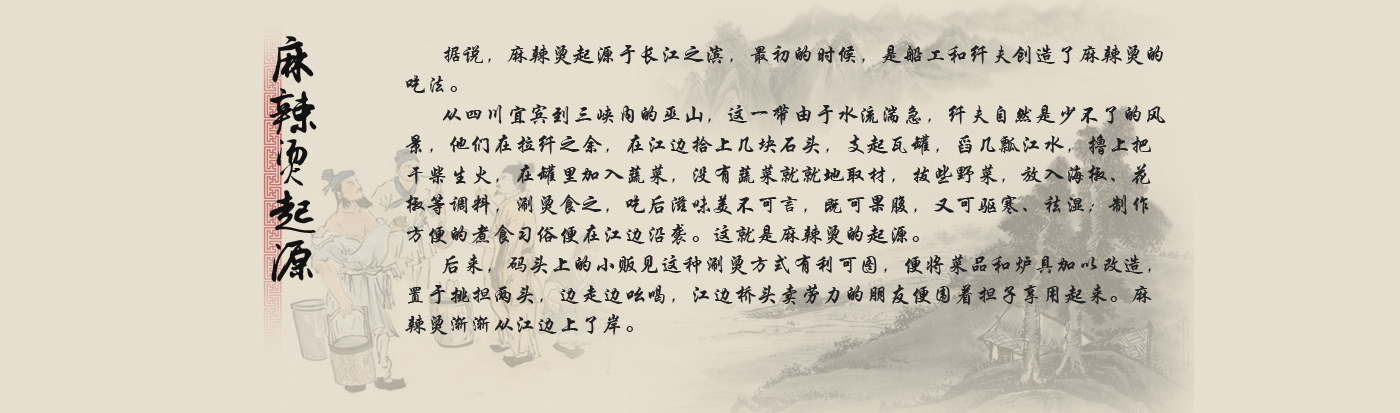 麻辣烫起源
据说，麻辣烫起源于长江之滨，最初的时候，是船工和纤夫创造了麻辣烫的
吃法。
从四川宜宾到三峡内的巫山，这一带由于水流湍急，纤夫自然是少不了的风
景，他们在拉纤之余，在江边拾上几块石头，支起瓦罐，舀几瓢江水，撸上把
干柴生火，在罐里加入蔬菜，没有蔬菜就就地取材，拔些野菜，放入海椒、花
椒等调料，涮烫食之，吃后滋味美不可言，既可果腹，又可驱寒、祛湿；制作
方便的煮食习俗便在江边沿袭。这就是麻辣烫的起源。
后来，码头上的小贩见这种涮烫方式有利可图，便将菜品和炉具加以改造，
置于挑担两头，边走边吆喝，江边桥头卖劳力的朋友便围着担子享用起来。麻
辣烫渐渐从江边上了岸。